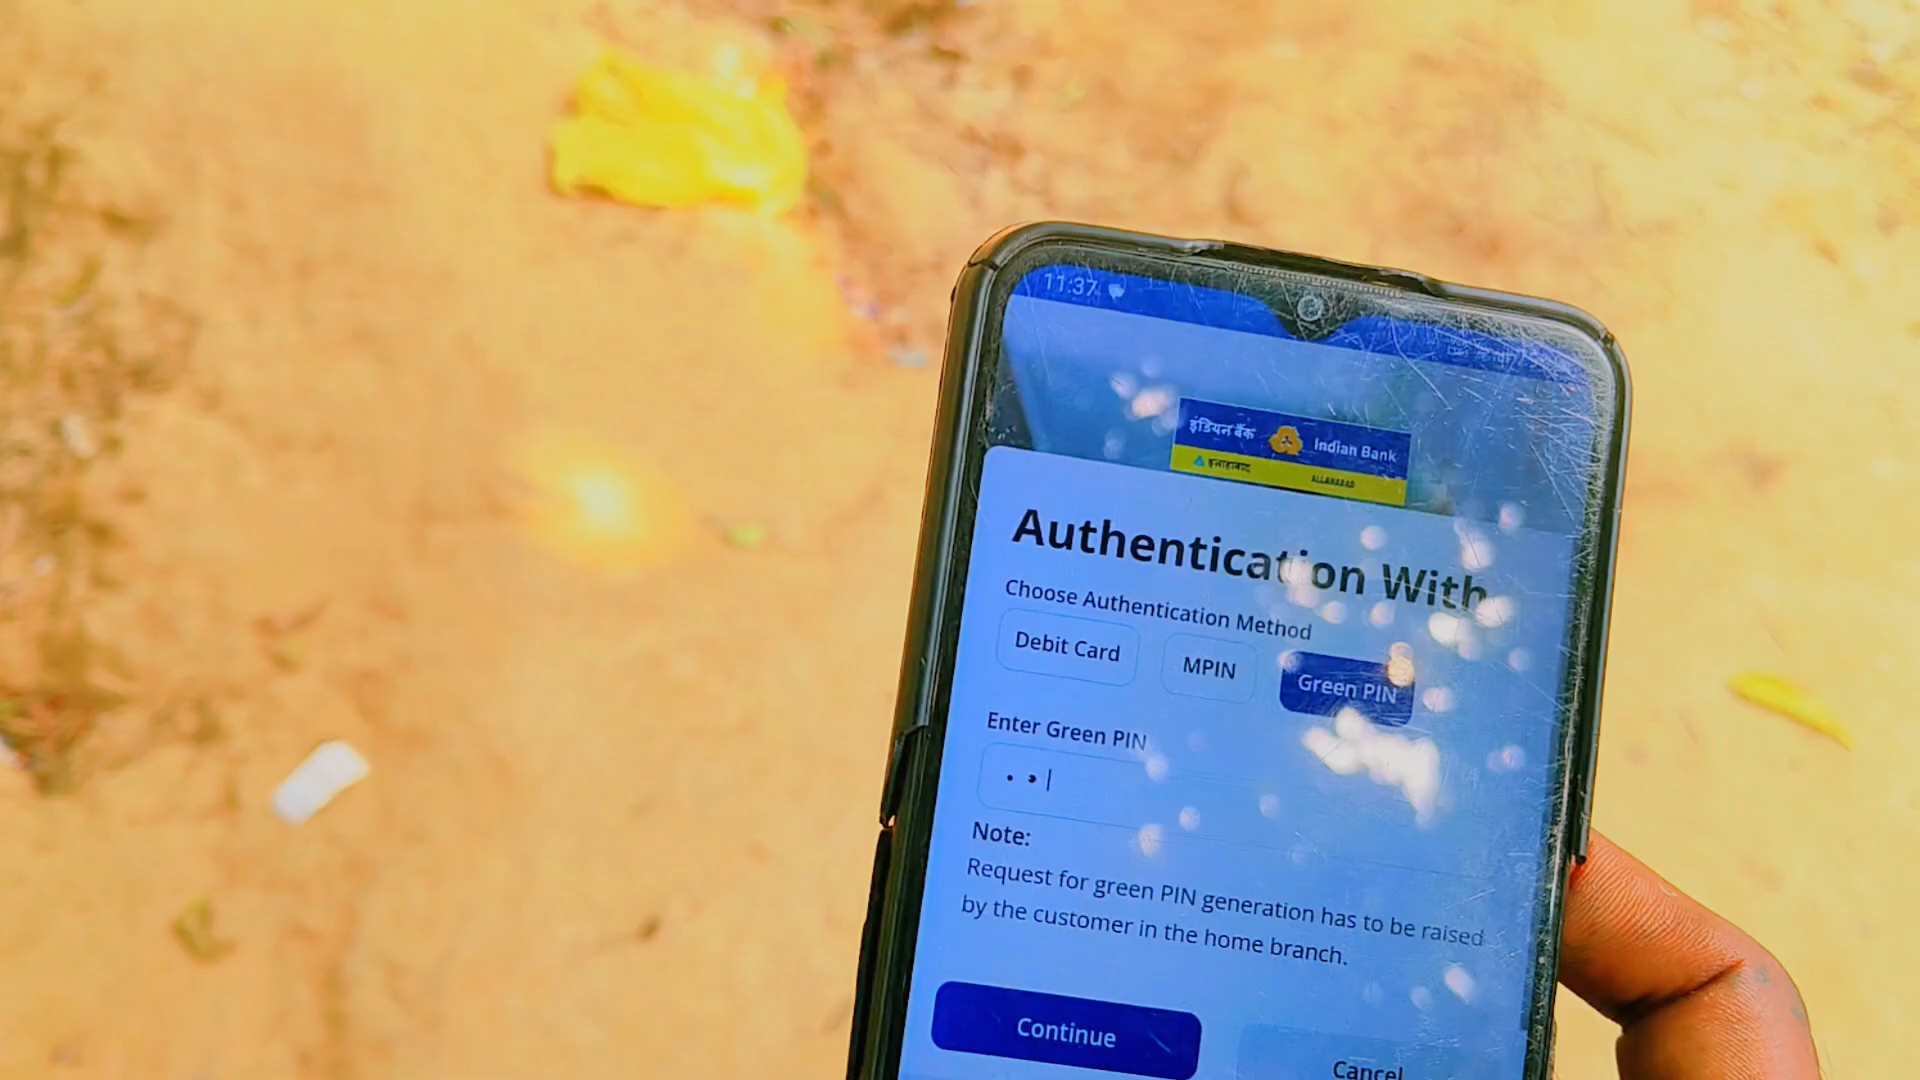 11:37
इंडियन बैंक Indian Bank
इलाहाबाद ALLAHABAD
Authentication With
Choose Authentication Method
Debit Card MPIN Green PIN
Enter Green PIN
Note:
Request for green PIN generation has to be raised
by the customer in the home branch.
Continue Cancel